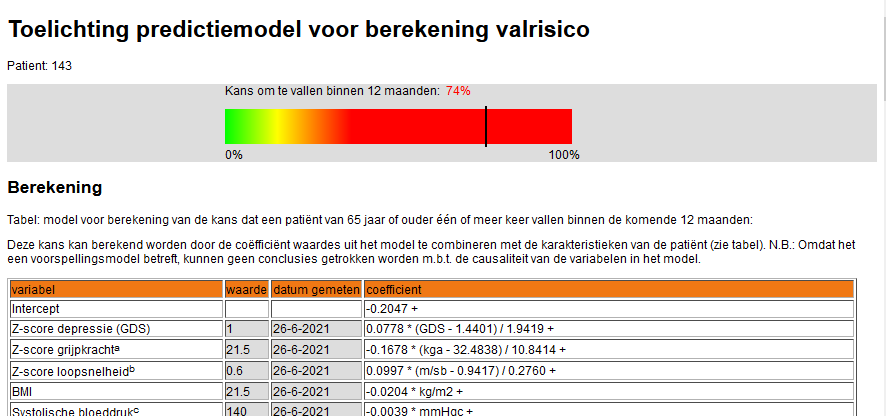 Toelichting predictiemodel voor berekening valrisico
Patient: 143
Kans om te vallen binnen 12 maanden: 74%
0% 100%
Berekening
Tabel: model voor berekening van de kans dat een patiënt van 65 jaar of ouder één of meer keer vallen binnen de komende 12 maanden:
Deze kans kan berekend worden door de coëfficiënt waardes uit het model te combineren met de karakteristieken van de patiënt (zie tabel). N.B.: Omdat het
een voorspellingsmodel betreft, kunnen geen conclusies getrokken worden m.b.t. de causaliteit van de variabelen in het model.
variabel waarde datum gemeten coefficient
Intercept -0.2047 +
Z-score depressie (GDS) 1 26-6-2021 0.0778 * (GDS - 1.4401) / 1.9419 +
Z-score grijpkrachtᵃ 21.5 26-6-2021 -0.1678 * (kga - 32.4838) / 10.8414 +
Z-score loopsnelheidᵇ 0.6 26-6-2021 0.0997 * (m/sb - 0.9417) / 0.2760 +
BMI 21.5 26-6-2021 -0.0204 * kg/m2 +
Systolische bloeddrukᶜ 140 26-6-2021 -0.0039 * mmHgc +